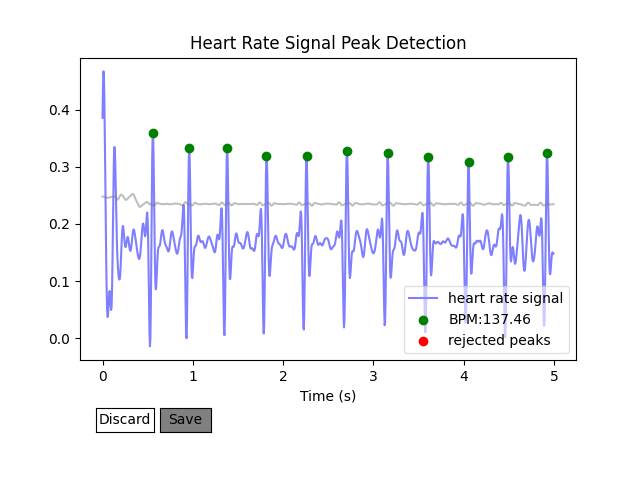 Heart Rate Signal Peak Detection
0.4
0.3
0.2
0.1
0.0
heart rate signal
BPM:137.46
rejected peaks
0 1 2 3 4 5
Time (s)
Discard Save